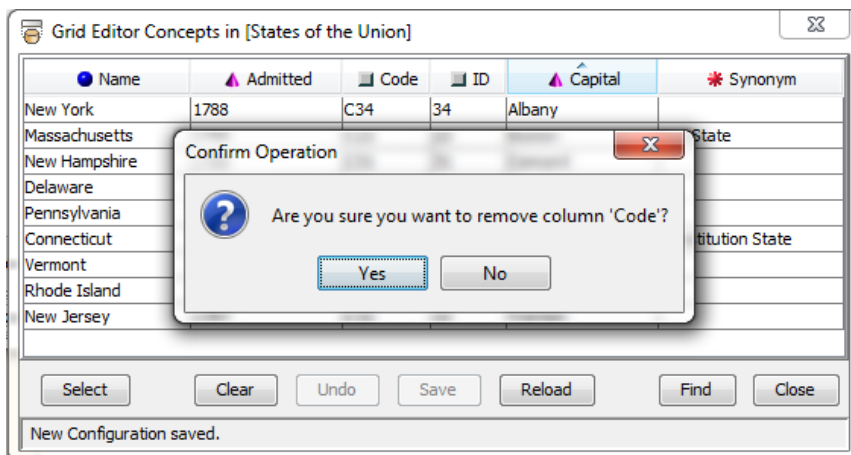 Grid Editor Concepts in [States of the Union]
Name Admitted Code ID Capital Synonym
New York 1788 C34 34 Albany
Massachusetts State
New Hampshire
Delaware
Pennsylvania
Connecticut titution State
Vermont
Rhode Island
New Jersey
Confirm Operation
Are you sure you want to remove column 'Code'?
Yes No
Select Clear Undo Save Reload Find Close
New Configuration saved.